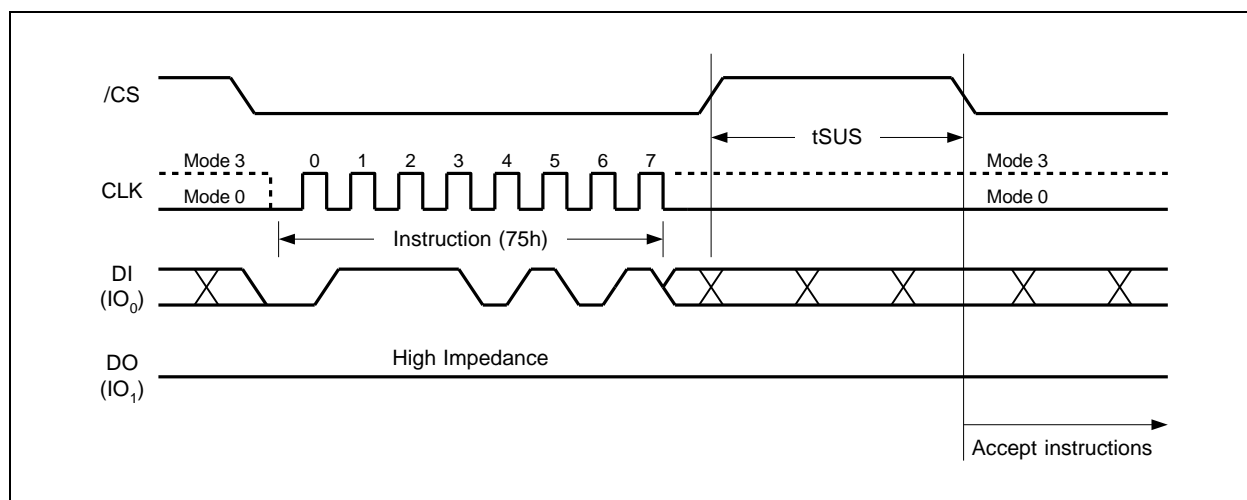 /CS
tSUS
Mode 3 0 1 2 3 4 5 6 7 Mode 3
CLK
Mode 0 Mode 0
Instruction (75h)
DI
(IO0)
High Impedance
DO
(IO1)
Accept instructions